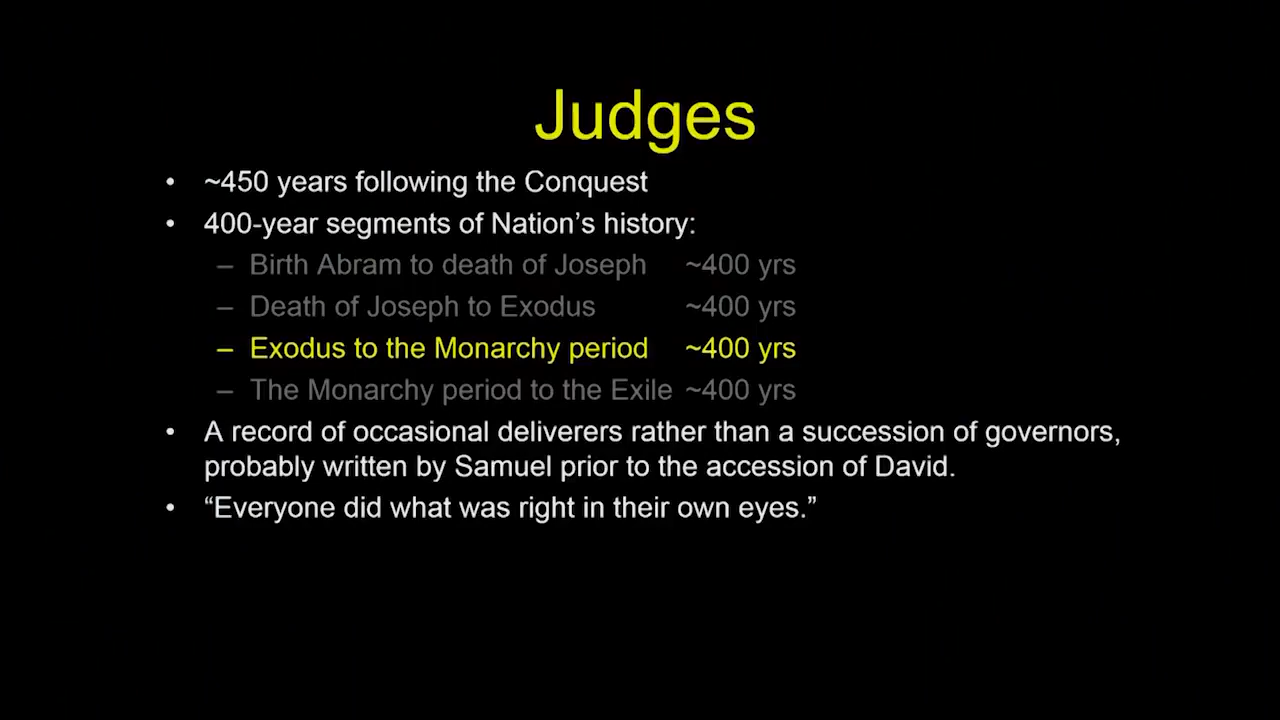 Judges
• ~450 years following the Conquest
• 400-year segments of Nation’s history:
– Birth Abram to death of Joseph ~400 yrs
– Death of Joseph to Exodus ~400 yrs
– Exodus to the Monarchy period ~400 yrs
– The Monarchy period to the Exile ~400 yrs
• A record of occasional deliverers rather than a succession of governors,
probably written by Samuel prior to the accession of David.
• “Everyone did what was right in their own eyes.”